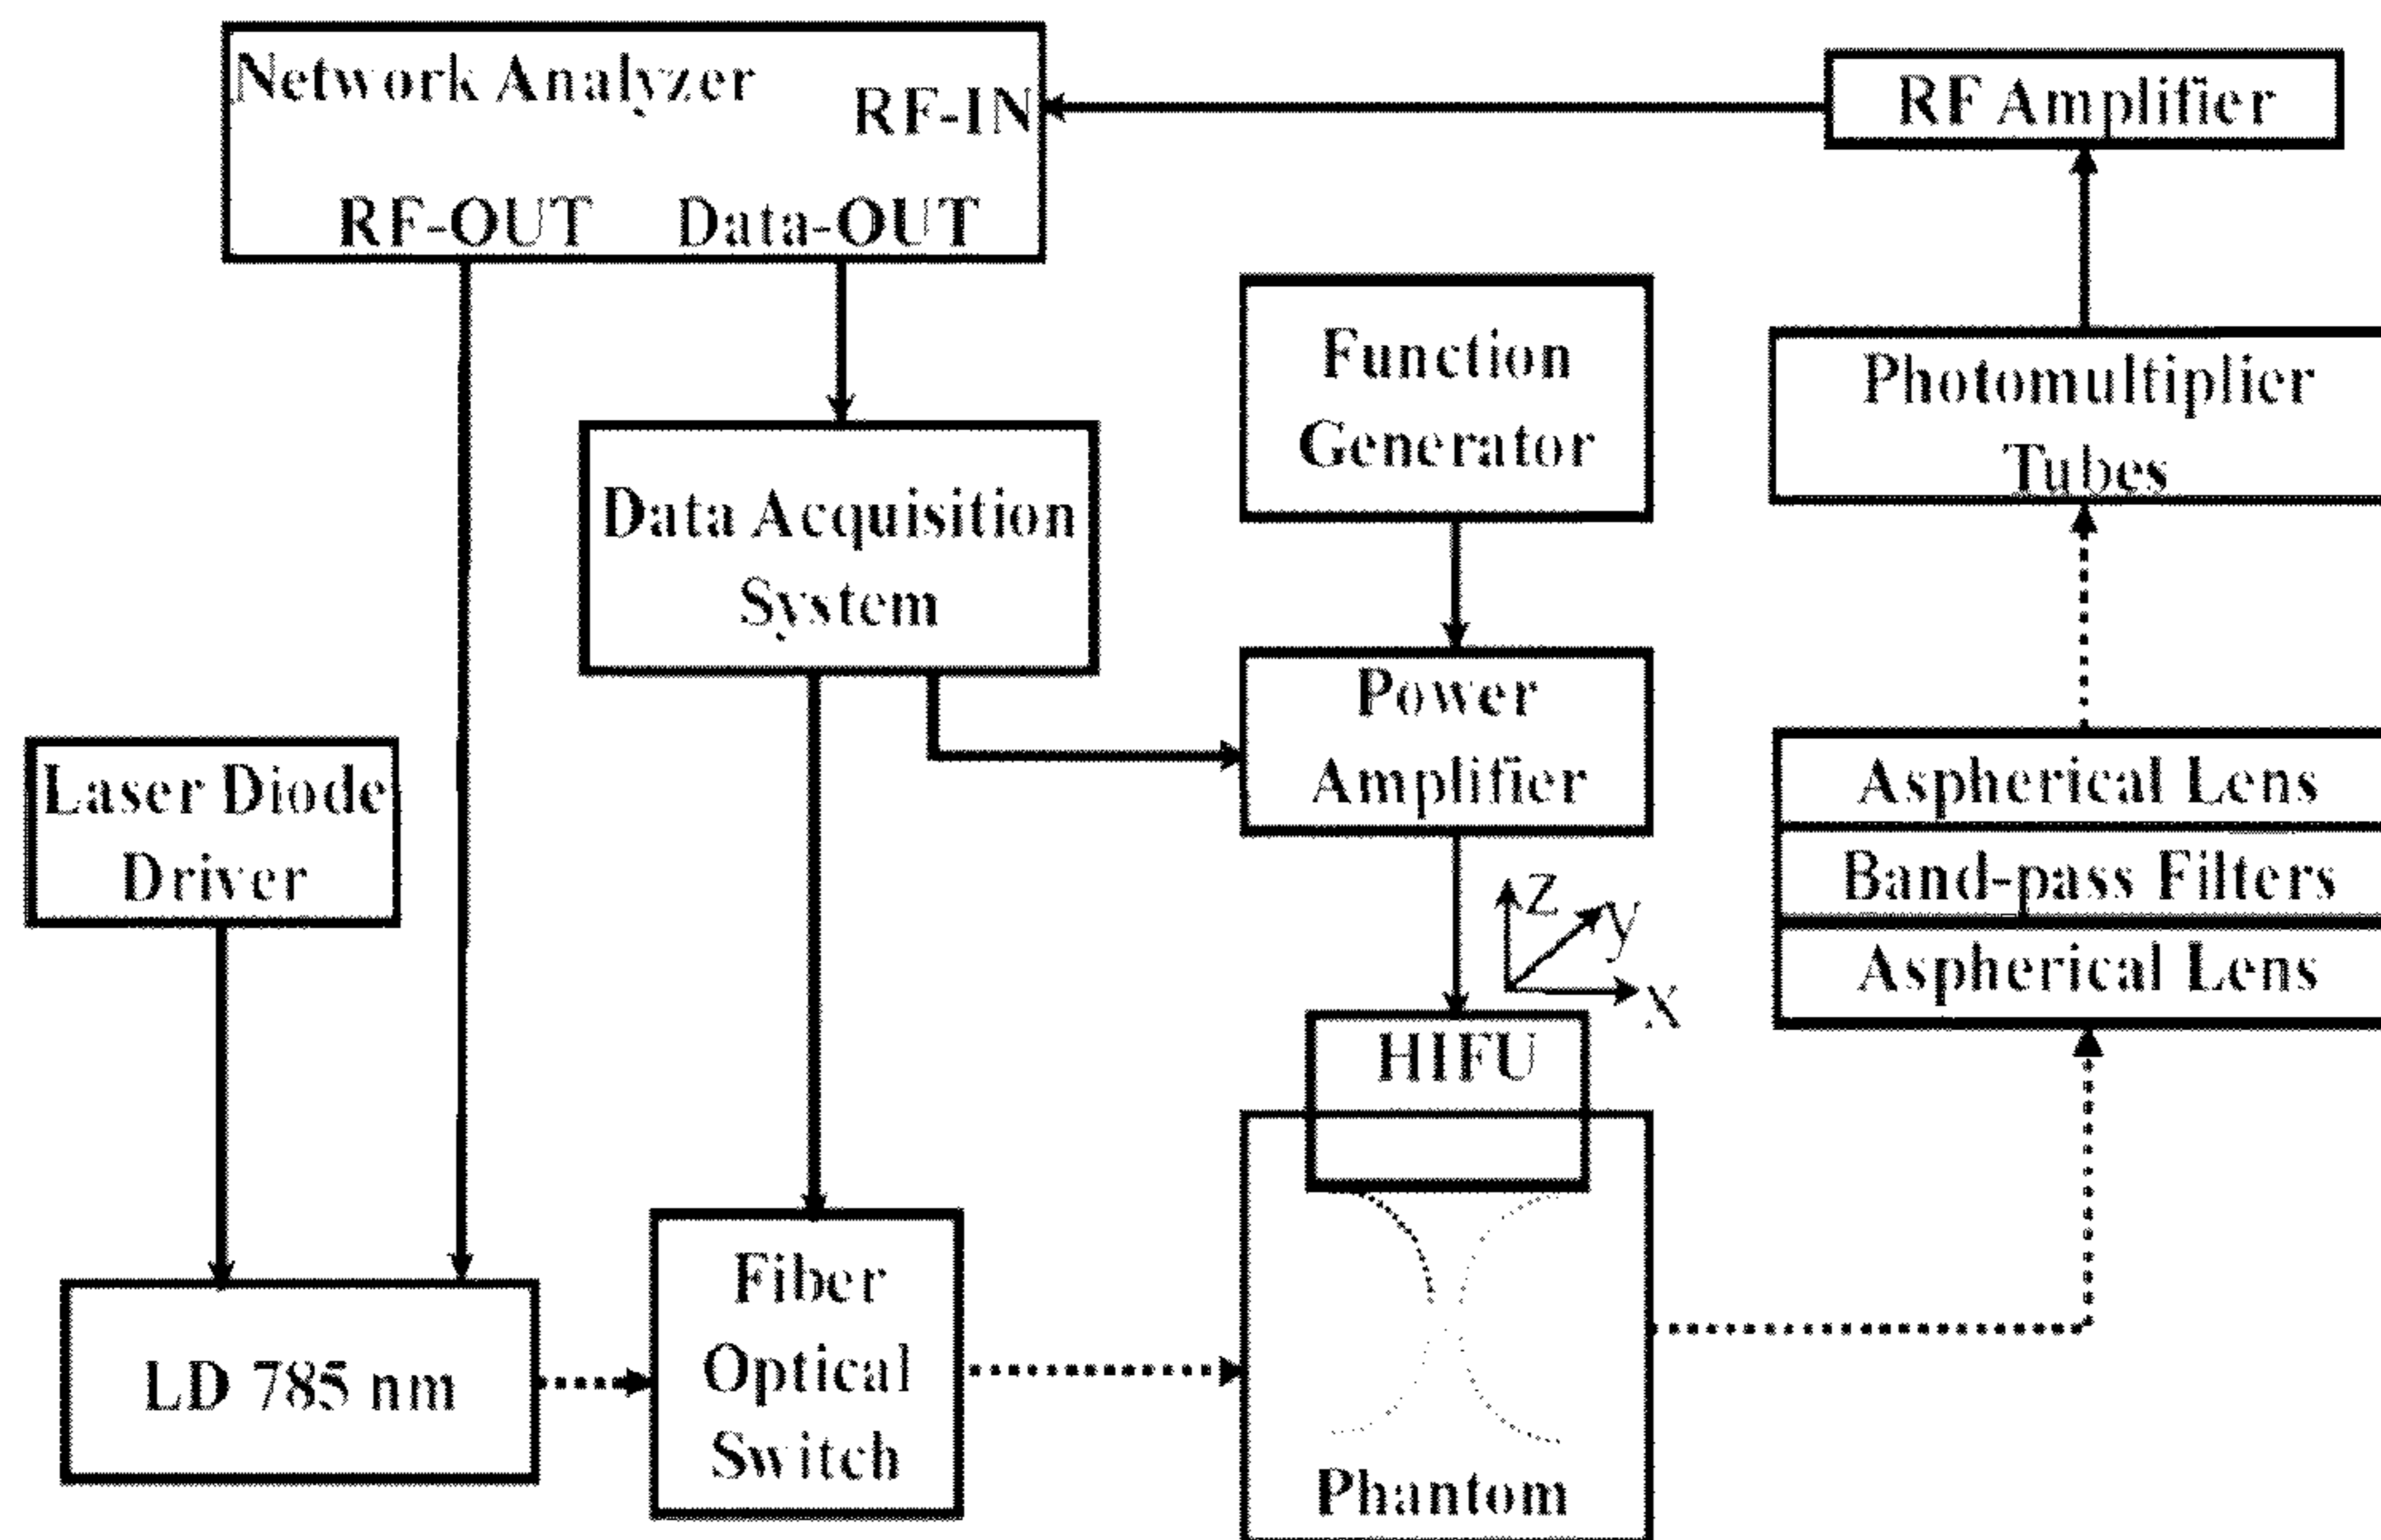 Network Analyzer
RF-IN
RF-OUT Data-OUT
RF Amplifier
Function
Generator
Photomultiplier
Tubes
Data Acquisition
System
Power
Amplifier
Laser Diode
Driver
Aspherical Lens
Band-pass Filters
Aspherical Lens
Z
y
X
HIFU
Fiber
Optical
Switch
LD 785 nm
Phantom